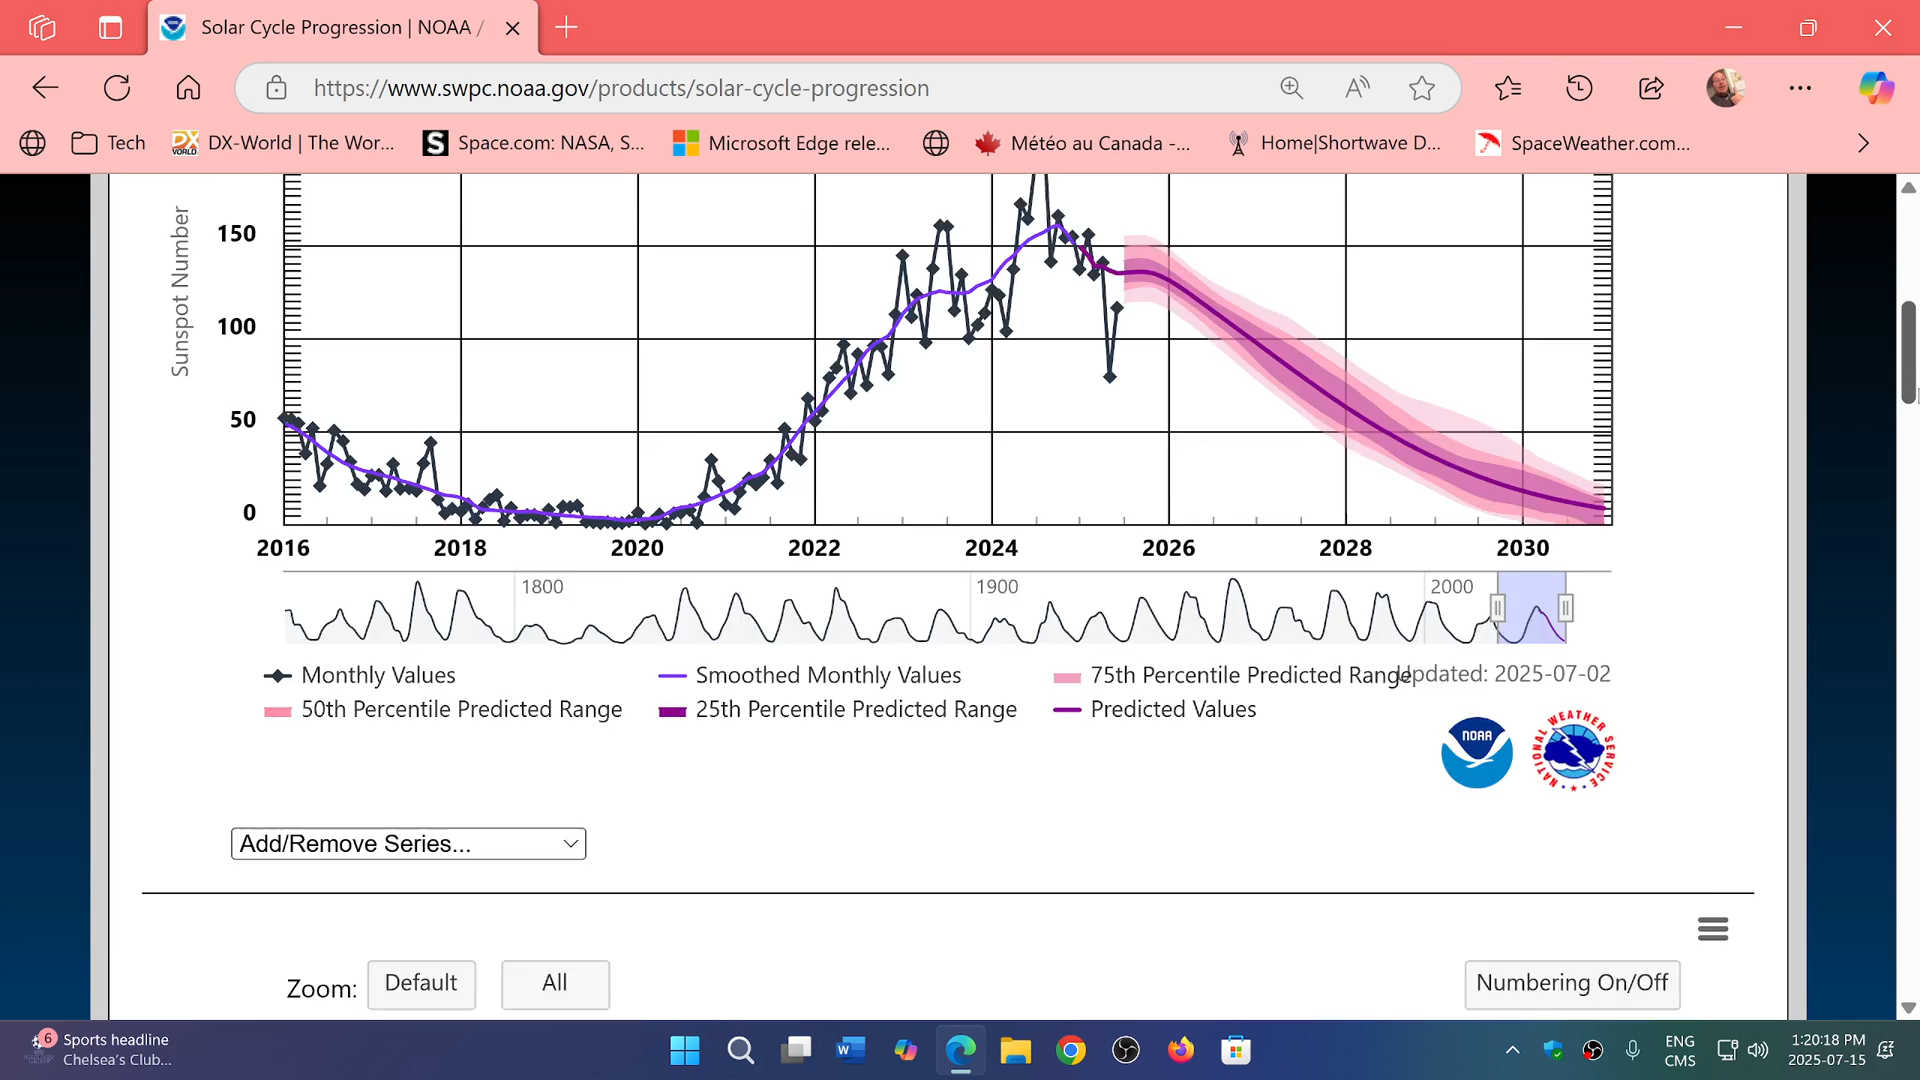 Solar Cycle Progression | NOAA /
https://www.swpc.noaa.gov/products/solar-cycle-progression
Tech
DX-World | The Wor...
Space.com: NASA, S...
Microsoft Edge rele...
Météo au Canada -...
Home|Shortwave D...
SpaceWeather.com...
Sunspot Number
150
100
50
0
2016 2018 2020 2022 2024 2026 2028 2030
1800 1900 2000
Monthly Values Smoothed Monthly Values 75th Percentile Predicted Range Updated: 2025-07-02
50th Percentile Predicted Range 25th Percentile Predicted Range Predicted Values
NOAA
NATIONAL WEATHER SERVICE
Add/Remove Series...
Zoom: Default All Numbering On/Off
6 Sports headline
Chelsea's Club...
ENG
CMS
1:20:18 PM
2025-07-15